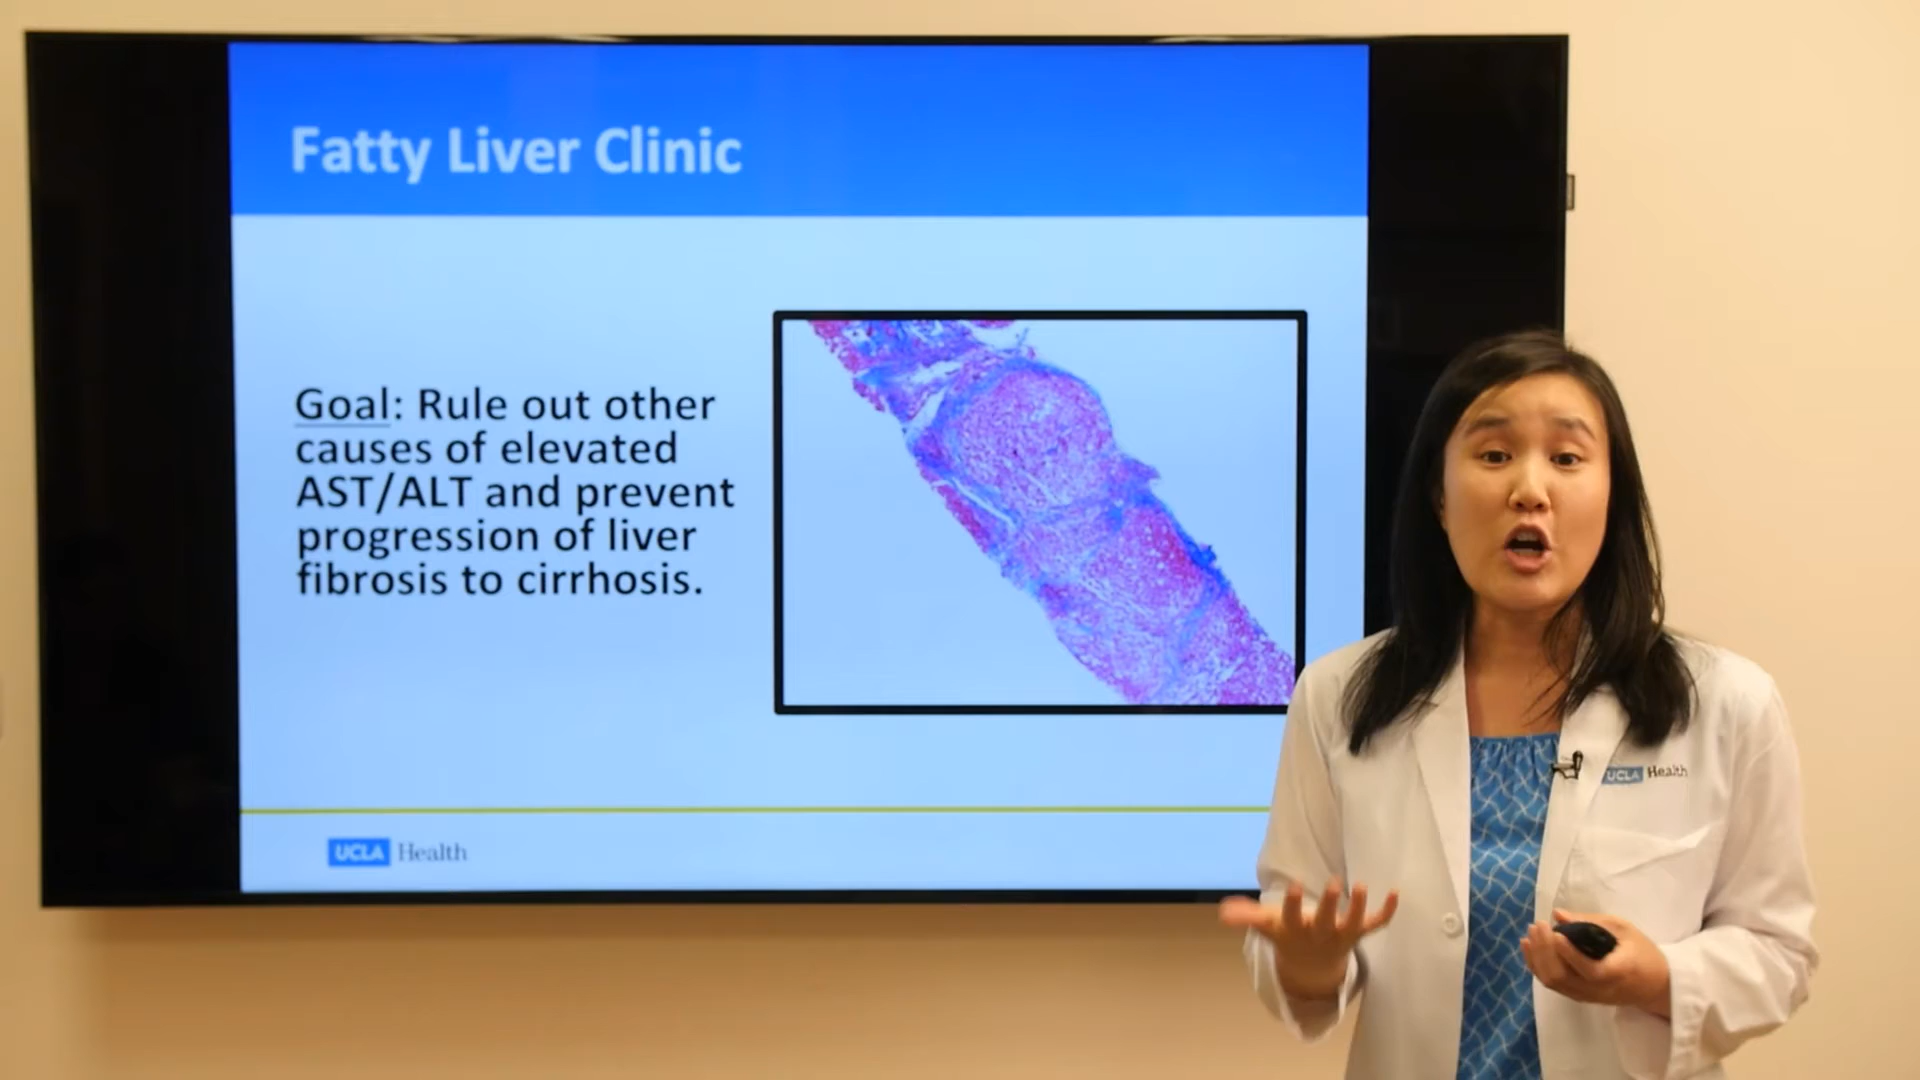 Fatty Liver Clinic
Goal: Rule out other
causes of elevated
AST/ALT and prevent
progression of liver
fibrosis to cirrhosis.
UCLA Health
UCLA Health